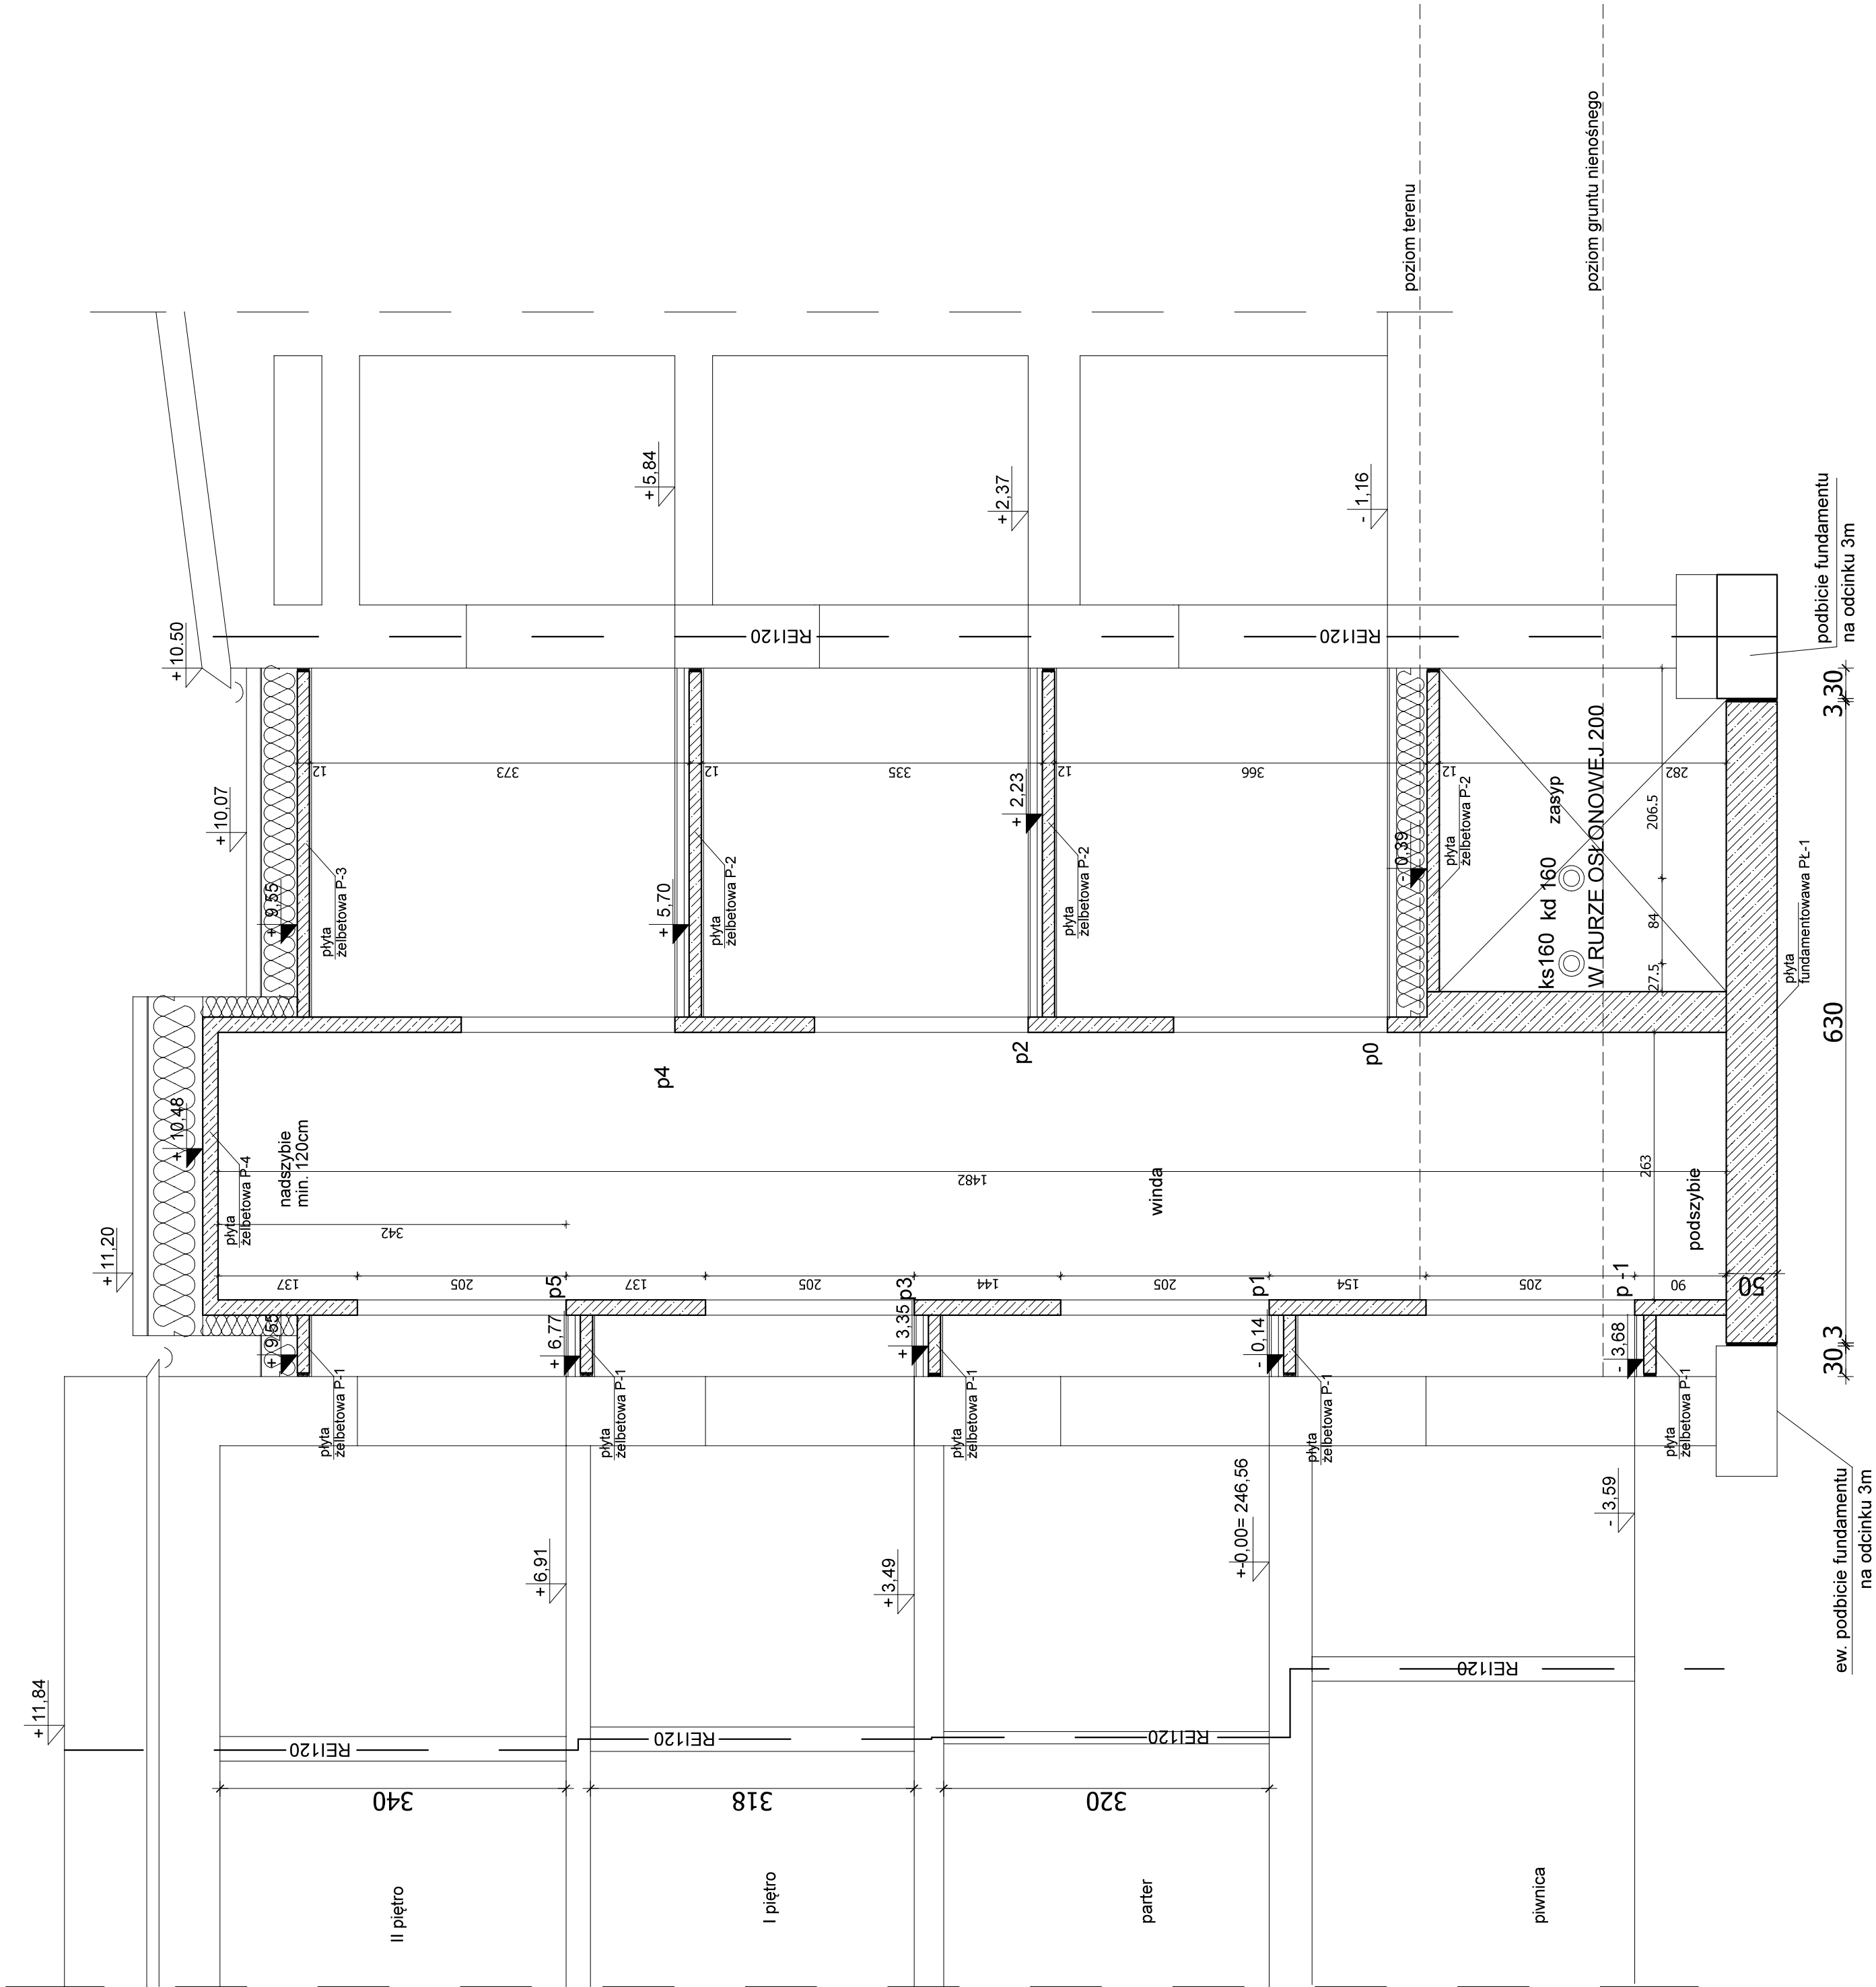 +11,84
+11,20
+10,48
+10,07
+10.50
+9,55
+9,55
płyta
żelbetowa P-4
nadszybie
min. 120cm
płyta
żelbetowa P-3
płyta
żelbetowa P-1
342
137
205
137
205
144
205
154
205
90
50
1482
263
12
373
12
335
12
366
12
282
II piętro
340
REI120
+6,91
+6,77
p5
płyta
żelbetowa P-1
p4
+5,70
+5,84
płyta
żelbetowa P-2
REI120
I piętro
318
REI120
+3,49
+3,35
p3
płyta
żelbetowa P-1
p2
+2,23
+2,37
płyta
żelbetowa P-2
parter
320
REI120
+-0,00= 246,56
- 0,14
p1
płyta
żelbetowa P-1
winda
p0
- 0,39
- 1,16
REI120
poziom terenu
płyta
żelbetowa P-2
piwnica
REI120
- 3,59
- 3,68
p -1
płyta
żelbetowa P-1
podszybie
ks160 kd 160
zasyp
W RURZE OSŁONOWEJ 200
poziom gruntu nienośnego
27.5
84
206.5
płyta
fundamentowa PŁ-1
30
3
630
3
30
ew. podbicie fundamentu
na odcinku 3m
podbicie fundamentu
na odcinku 3m